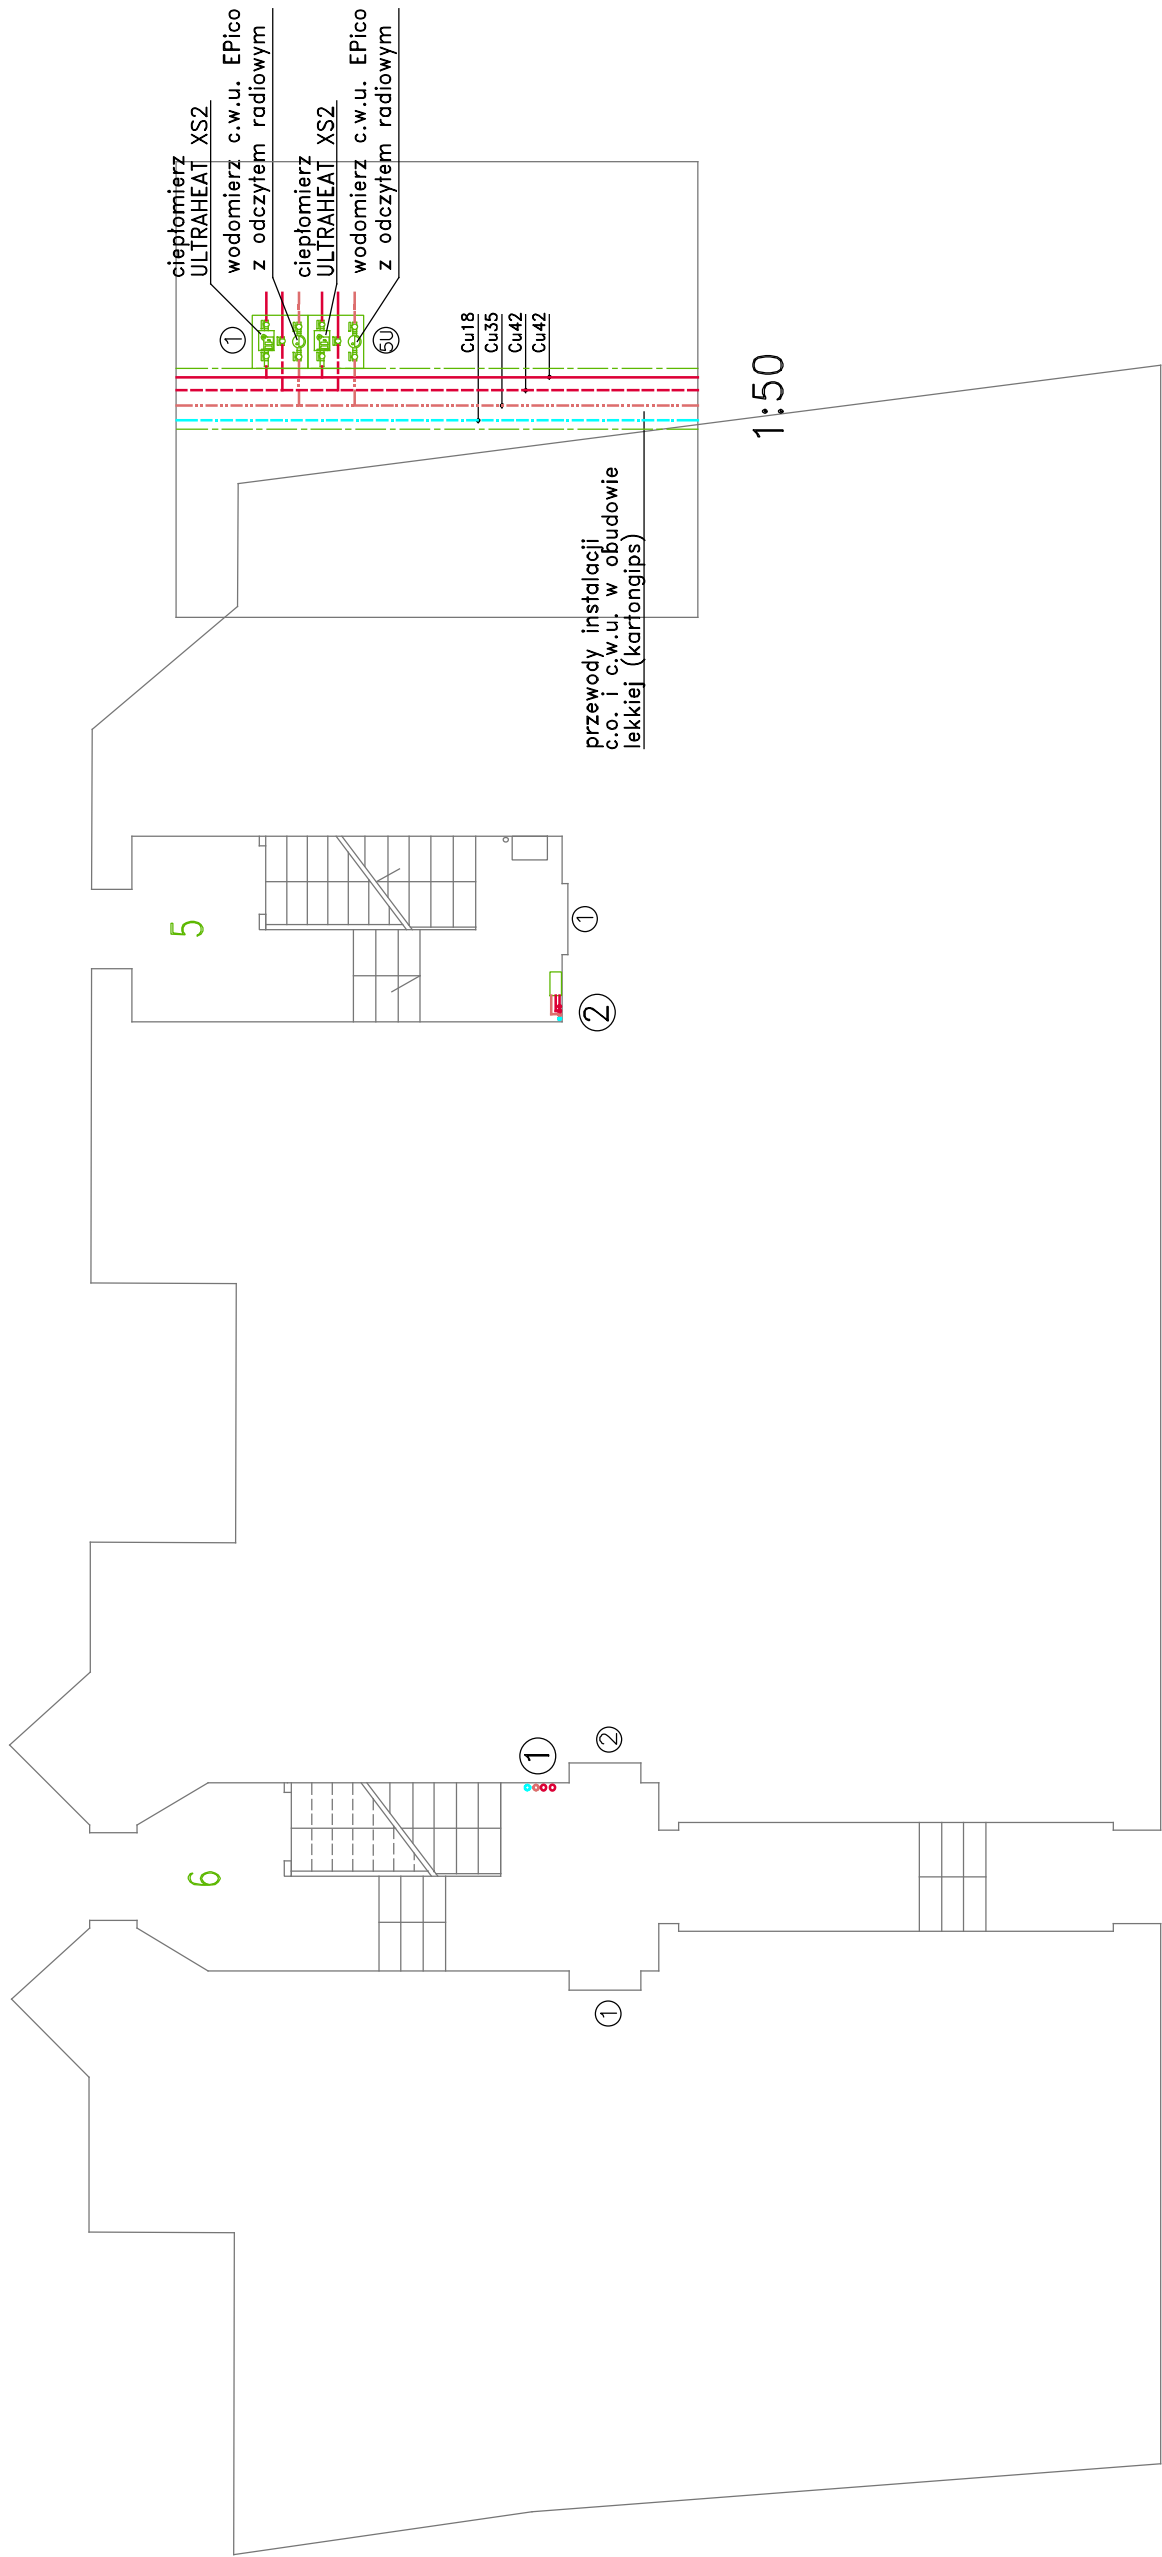 ciepłomierz
ULTRAHEAT XS2
wodomierz c.w.u. EPico
z odczytem radiowym
ciepłomierz
ULTRAHEAT XS2
wodomierz c.w.u. EPico
z odczytem radiowym
1
5U
Cu18
Cu35
Cu42
Cu42
1:50
przewody instalacji
c.o. i c.w.u. w obudowie
lekkiej (kartongips)
5
1
2
6
1
2
1